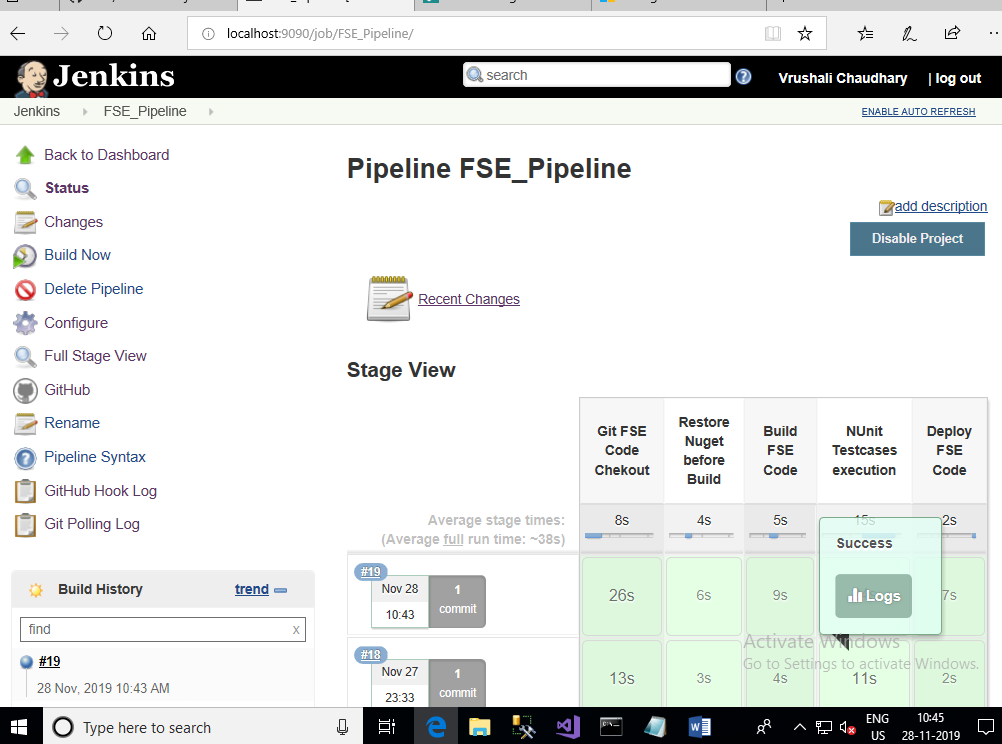 localhost:9090/job/FSE_Pipeline/
Jenkins
search
Vrushali Chaudhary
| log out
Jenkins
FSE_Pipeline
ENABLE AUTO REFRESH
Back to Dashboard
Status
Changes
Build Now
Delete Pipeline
Configure
Full Stage View
GitHub
Rename
Pipeline Syntax
GitHub Hook Log
Git Polling Log
Pipeline FSE_Pipeline
add description
Disable Project
Recent Changes
Stage View
Git FSE
Code
Chekout
Restore
Nuget
before
Build
Build
FSE
Code
NUnit
Testcases
execution
Deploy
FSE
Code
Average stage times:
(Average full run time: ~38s)
8s
4s
5s
15s
2s
Success
Logs
#19
Nov 28
10:43
1
commit
26s
6s
9s
7s
#18
Nov 27
23:33
1
commit
13s
3s
4s
11s
2s
Build History
trend
find
x
#19
28 Nov, 2019 10:43 AM
Activate Windows
Go to Settings to activate Windows.
Type here to search
ENG
US
10:45
28-11-2019